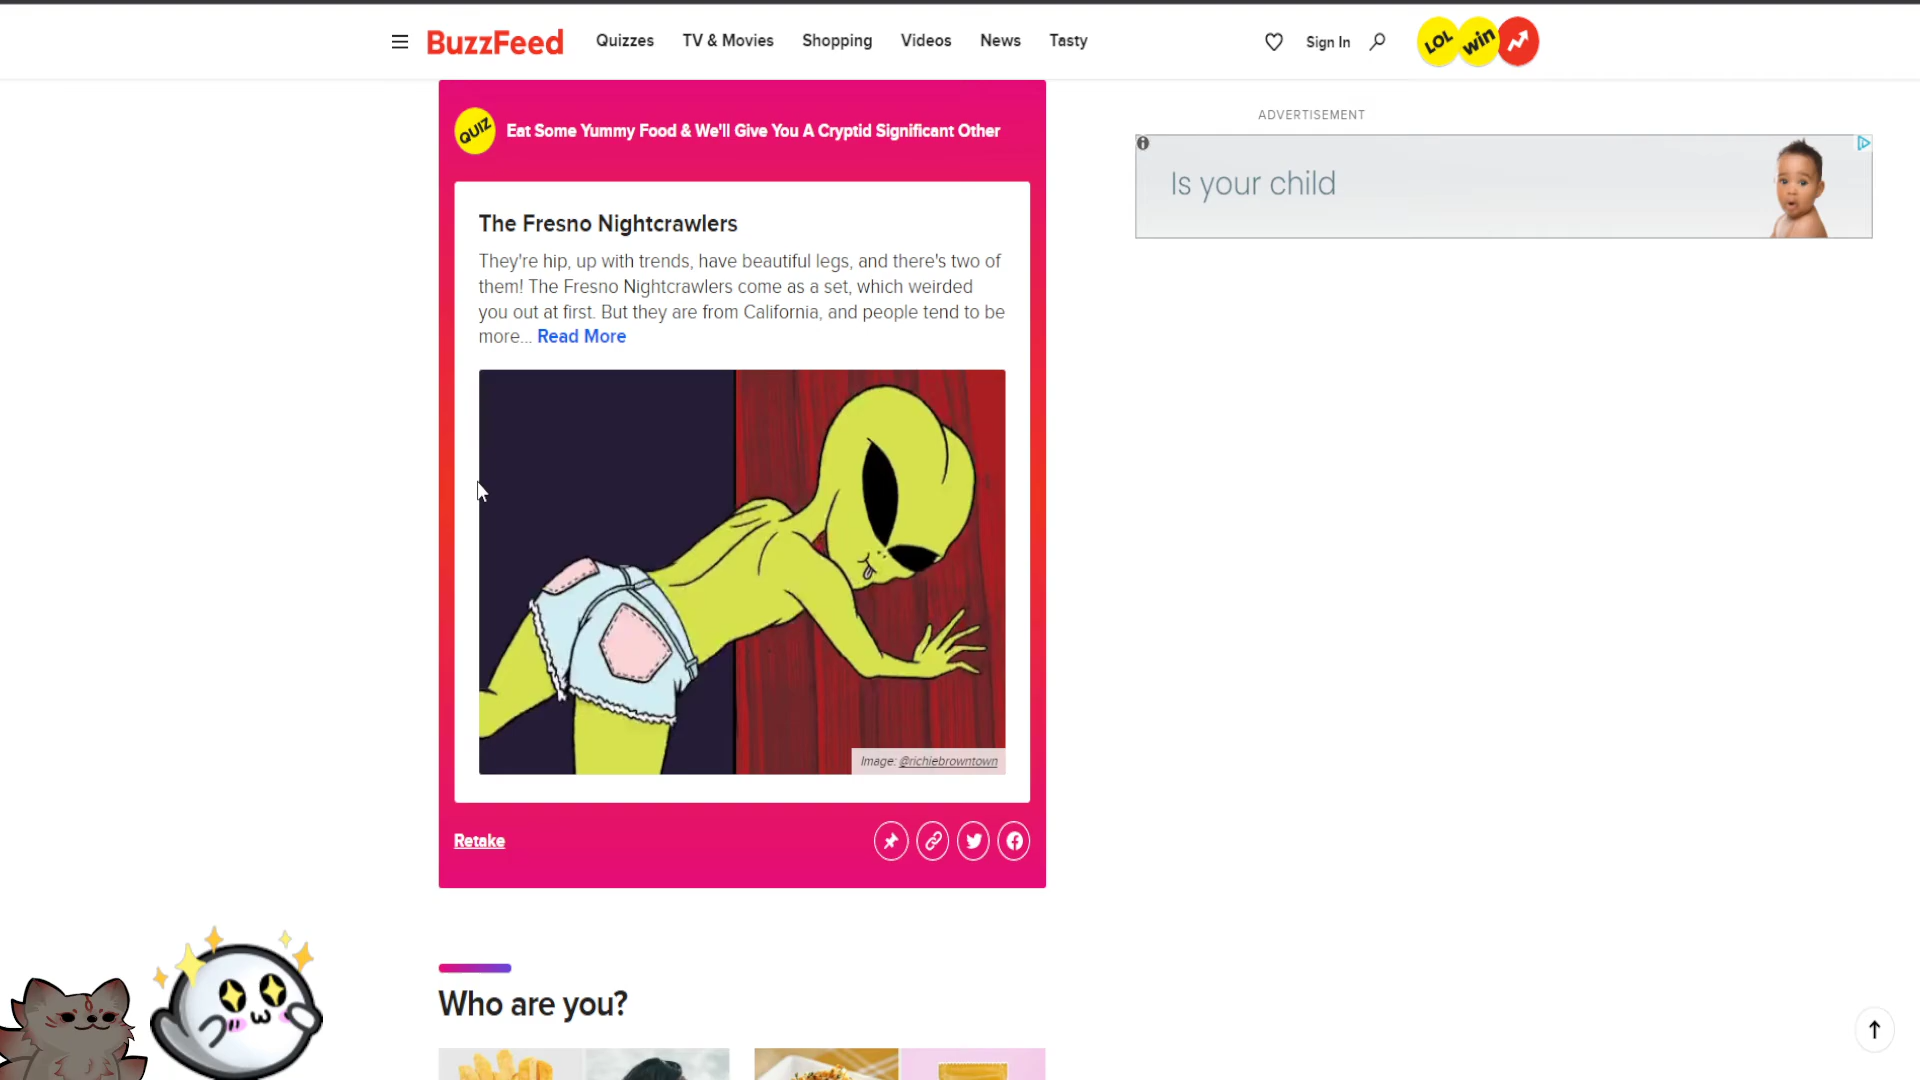 BuzzFeed
Quizzes
TV & Movies
Shopping
Videos
News
Tasty
Sign In
LOL
win
QUIZ
Eat Some Yummy Food & We'll Give You A Cryptid Significant Other
The Fresno Nightcrawlers
They're hip, up with trends, have beautiful legs, and there's two of
them! The Fresno Nightcrawlers come as a set, which weirded
you out at first. But they are from California, and people tend to be
more... Read More
Image: @richiebrowntown
Retake
ADVERTISEMENT
Is your child
Who are you?